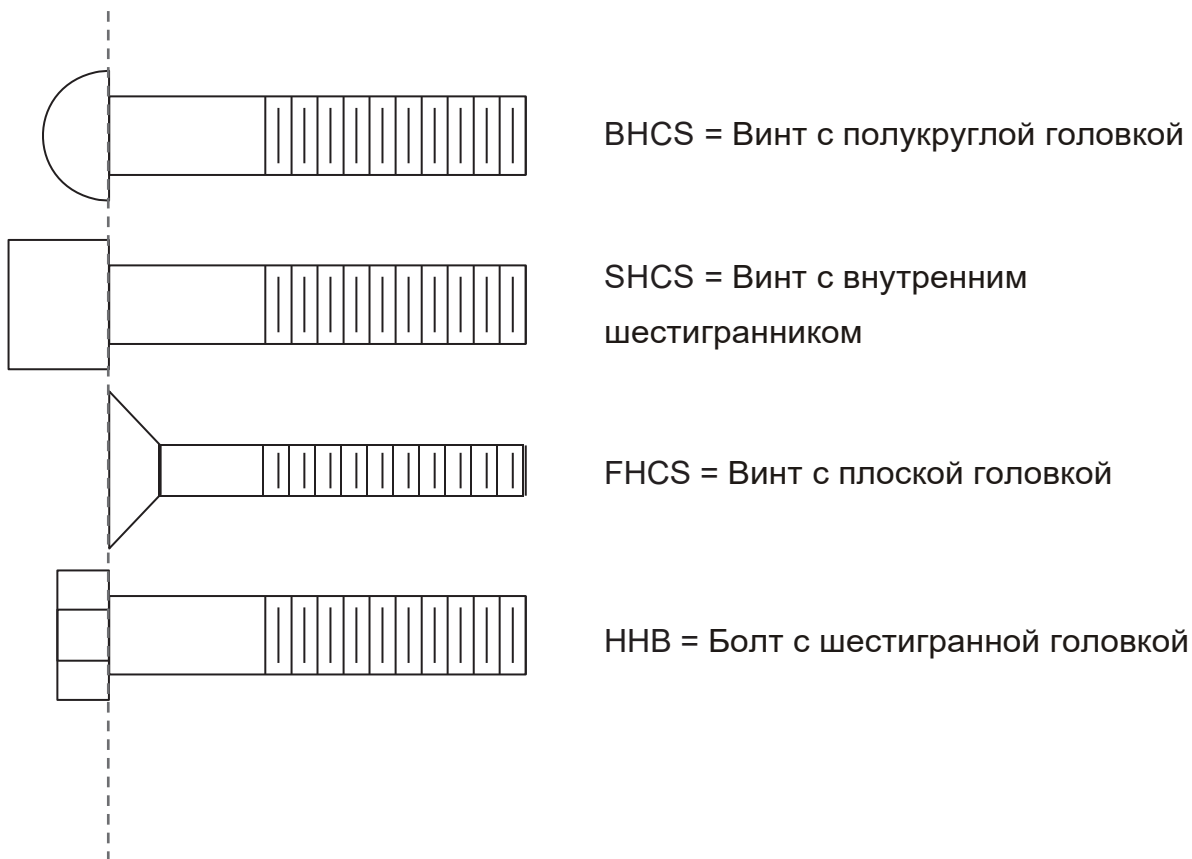 BHCS = Винт с полукруглой головкой
SHCS = Винт с внутренним
шестигранником
FHCS = Винт с плоской головкой
HHB = Болт с шестигранной головкой